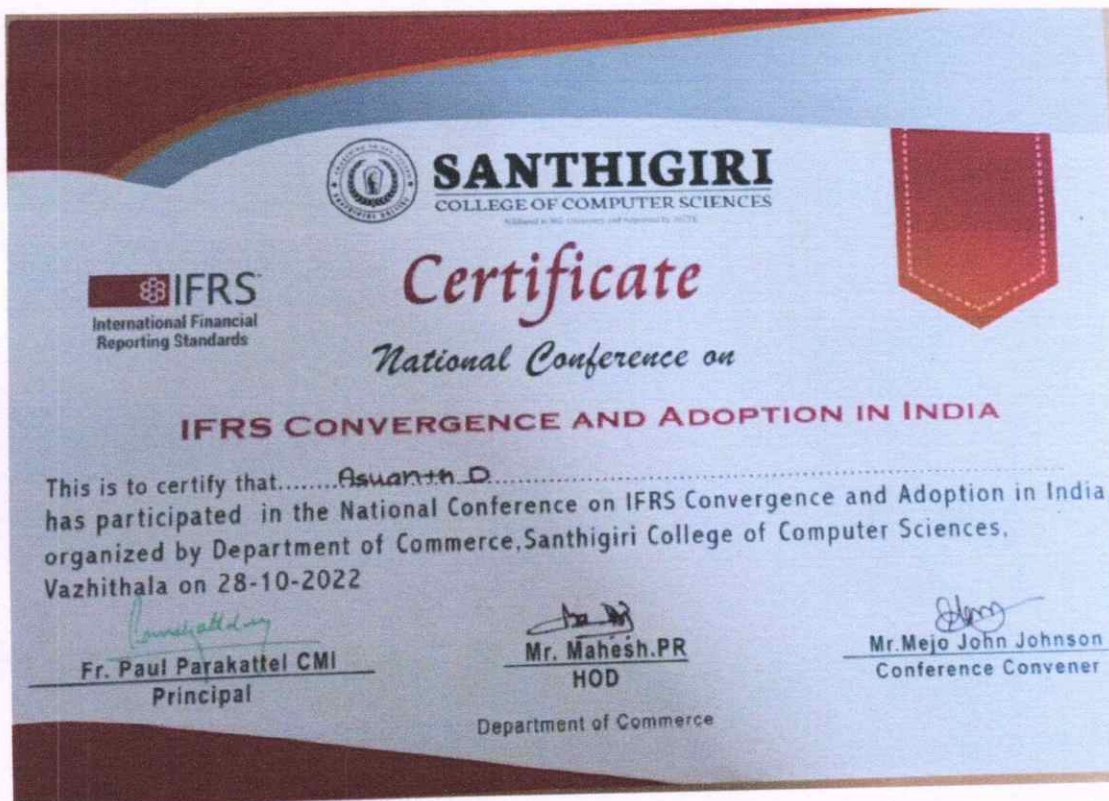 SANTHIGIRI
COLLEGE OF COMPUTER SCIENCES
IFRS
International Financial
Reporting Standards
Certificate
National Conference on
IFRS CONVERGENCE AND ADOPTION IN INDIA
This is to certify that........Aswanth D..............................
has participated in the National Conference on IFRS Convergence and Adoption in India
organized by Department of Commerce,Santhigiri College of Computer Sciences,
Vazhithala on 28-10-2022
Fr. Paul Parakattel CMI
Principal
Mr. Mahesh.PR
HOD
Department of Commerce
Mr.Mejo John Johnson
Conference Convener